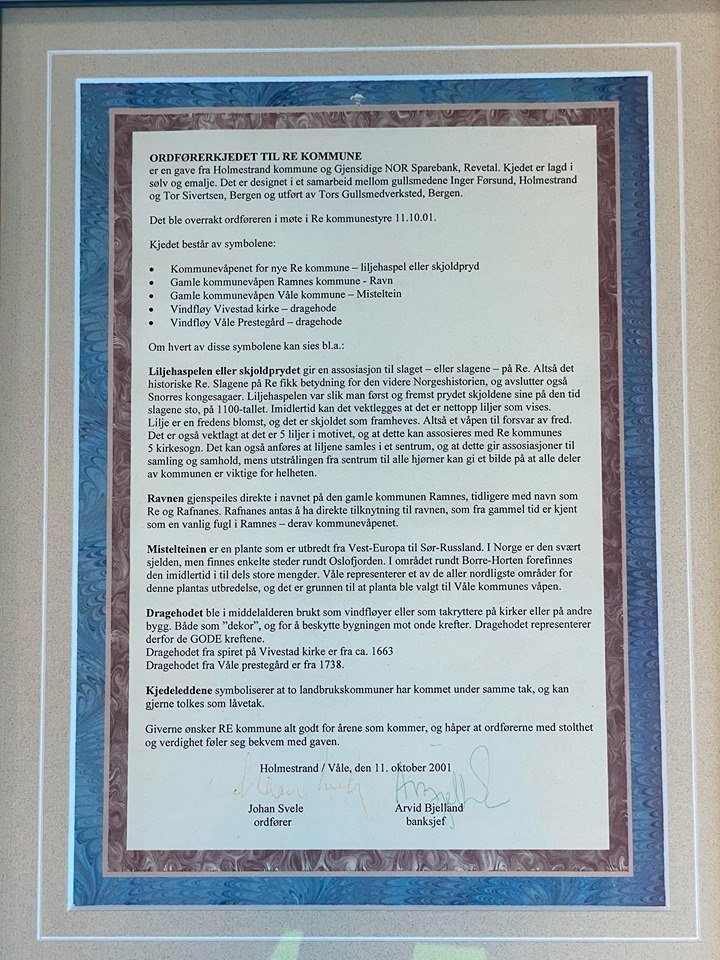 ORDFØRERKJEDET TIL RE KOMMUNE
er en gave fra Holmestrand kommune og Gjensidige NOR Sparebank, Revetal. Kjedet er lagd i
sølv og emalje. Det er designet i et samarbeid mellom gullsmedene Inger Førsund, Holmestrand
og Tor Sivertsen, Bergen og utført av Tors Gullsmedverksted, Bergen.
Det ble overrakt ordføreren i møte i Re kommunestyre 11.10.01.
Kjedet består av symbolene:
• Kommunevåpenet for nye Re kommune – liljehaspel eller skjoldpryd
• Gamle kommunevåpen Ramnes kommune - Ravn
• Gamle kommunevåpen Våle kommune – Misteltein
• Vindfløy Vivestad kirke – dragehode
• Vindfløy Våle Prestegård – dragehode
Om hvert av disse symbolene kan sies bl.a.:
Liljehaspelen eller skjoldprydet gir en assosiasjon til slaget – eller slagene – på Re. Altså det
historiske Re. Slagene på Re fikk betydning for den videre Norgeshistorien, og avslutter også
Snorres kongesagaer. Liljehaspelen var slik man først og fremst prydet skjoldene sine på den tid
slagene sto, på 1100-tallet. Imidlertid kan det vektlegges at det er nettopp liljer som vises.
Lilje er en fredens blomst, og det er skjoldet som framheves. Altså et våpen til forsvar av fred.
Det er også vektlagt at det er 5 liljer i motivet, og at dette kan assosieres med Re kommunes
5 kirkesogn. Det kan også anføres at liljene samles i et sentrum, og at dette gir assosiasjoner til
samling og samhold, mens utstrålingen fra sentrum til alle hjørner kan gi et bilde på at alle deler
av kommunen er viktige for helheten.
Ravnen gjenspeiles direkte i navnet på den gamle kommunen Ramnes, tidligere med navn som
Re og Rafnanes. Rafnanes antas å ha direkte tilknytning til ravnen, som fra gammel tid er kjent
som en vanlig fugl i Ramnes – derav kommunevåpenet.
Mistelteinen er en plante som er utbredt fra Vest-Europa til Sør-Russland. I Norge er den svært
sjelden, men finnes enkelte steder rundt Oslofjorden. I området rundt Borre-Horten forefinnes
den imidlertid i til dels store mengder. Våle representerer et av de aller nordligste områder for
denne plantas utbredelse, og det er grunnen til at planta ble valgt til Våle kommunes våpen.
Dragehodet ble i middelalderen brukt som vindfløyer eller som takryttere på kirker eller på andre
bygg. Både som ”dekor”, og for å beskytte bygningen mot onde krefter. Dragehodet representerer
derfor de GODE kreftene.
Dragehodet fra spiret på Vivestad kirke er fra ca. 1663
Dragehodet fra Våle prestegård er fra 1738.
Kjedeleddene symboliserer at to landbrukskommuner har kommet under samme tak, og kan
gjerne tolkes som låvetak.
Giverne ønsker RE kommune alt godt for årene som kommer, og håper at ordførerne med stolthet
og verdighet føler seg bekvem med gaven.
Holmestrand / Våle, den 11. oktober 2001
Johan Svele Arvid Bjelland
ordfører banksjef